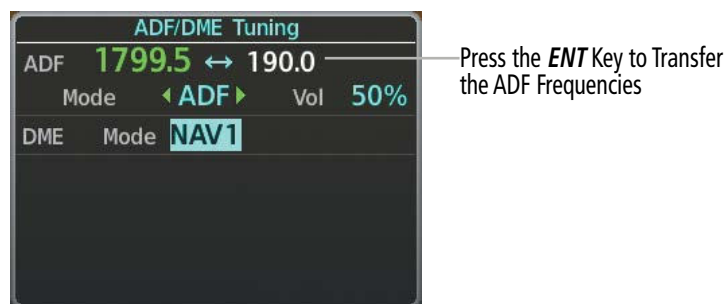 ADF/DME Tuning
ADF 1799.5 ↔ 190.0
Mode ADF Vol 50%
DME Mode NAV1
Press the ENT Key to Transfer
the ADF Frequencies